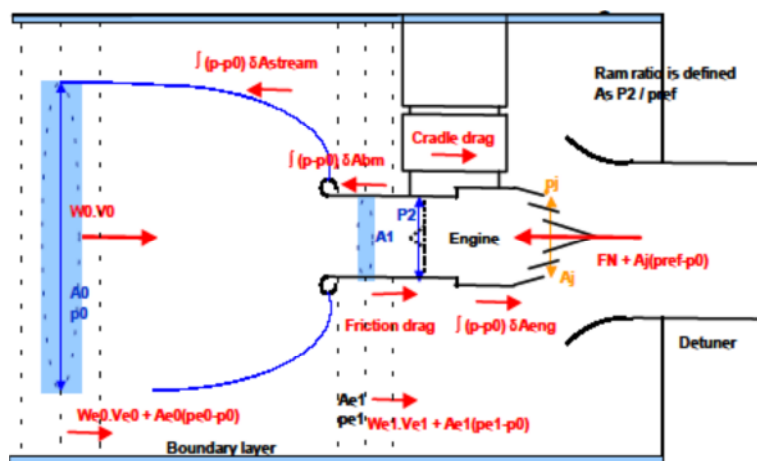 ∫(p-p0) δAstream
Ram ratio is defined
As P2 / pref
Cradle drag
∫(p-p0) δAbm
pj
P2
W0.V0
A1
Engine
FN + Aj(pref-p0)
A0
p0
Aj
Friction drag
∫(p-p0) δAeng
Detuner
Ae1
pe1
We0.Ve0 + Ae0(pe0-p0)
We1.Ve1 + Ae1(pe1-p0)
Boundary layer